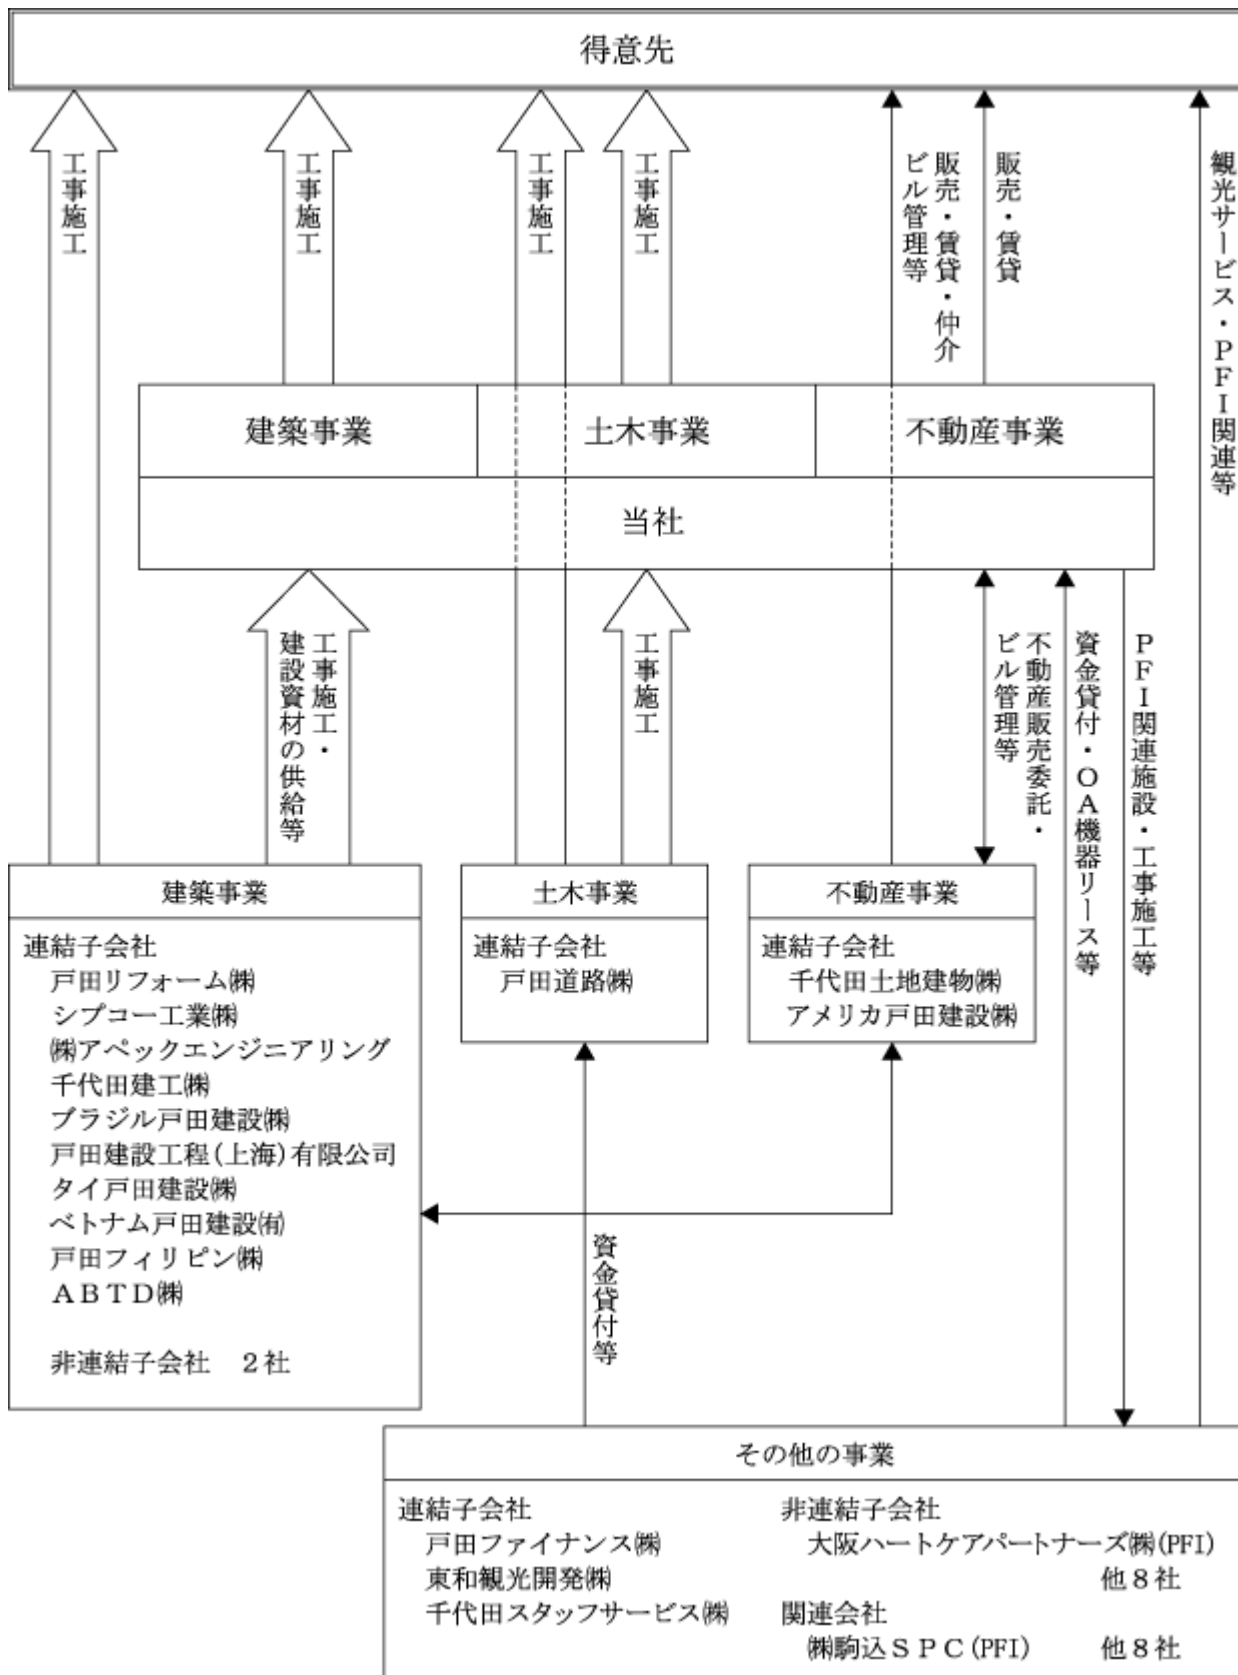 得意先
工事施工
工事施工
工事施工
工事施工
販売・賃貸・仲介
ビル管理等
販売・賃貸
観光サービス・ＰＦＩ関連等
建築事業
土木事業
不動産事業
当社
工事施工・
建設資材の供給等
工事施工
不動産販売委託・
ビル管理等
資金貸付・ＯＡ機器リース等
ＰＦＩ関連施設・工事施工等
建築事業
連結子会社
戸田リフォーム㈱
シプコー工業㈱
㈱アペックエンジニアリング
千代田建工㈱
ブラジル戸田建設㈱
戸田建設工程(上海)有限公司
タイ戸田建設㈱
ベトナム戸田建設㈲
戸田フィリピン㈱
ＡＢＴＤ㈱
非連結子会社　２社
土木事業
連結子会社
戸田道路㈱
不動産事業
連結子会社
千代田土地建物㈱
アメリカ戸田建設㈱
資金貸付等
その他の事業
連結子会社
戸田ファイナンス㈱
東和観光開発㈱
千代田スタッフサービス㈱
非連結子会社
大阪ハートケアパートナーズ㈱(PFI)
他８社
関連会社
㈱駒込ＳＰＣ(PFI)　他８社